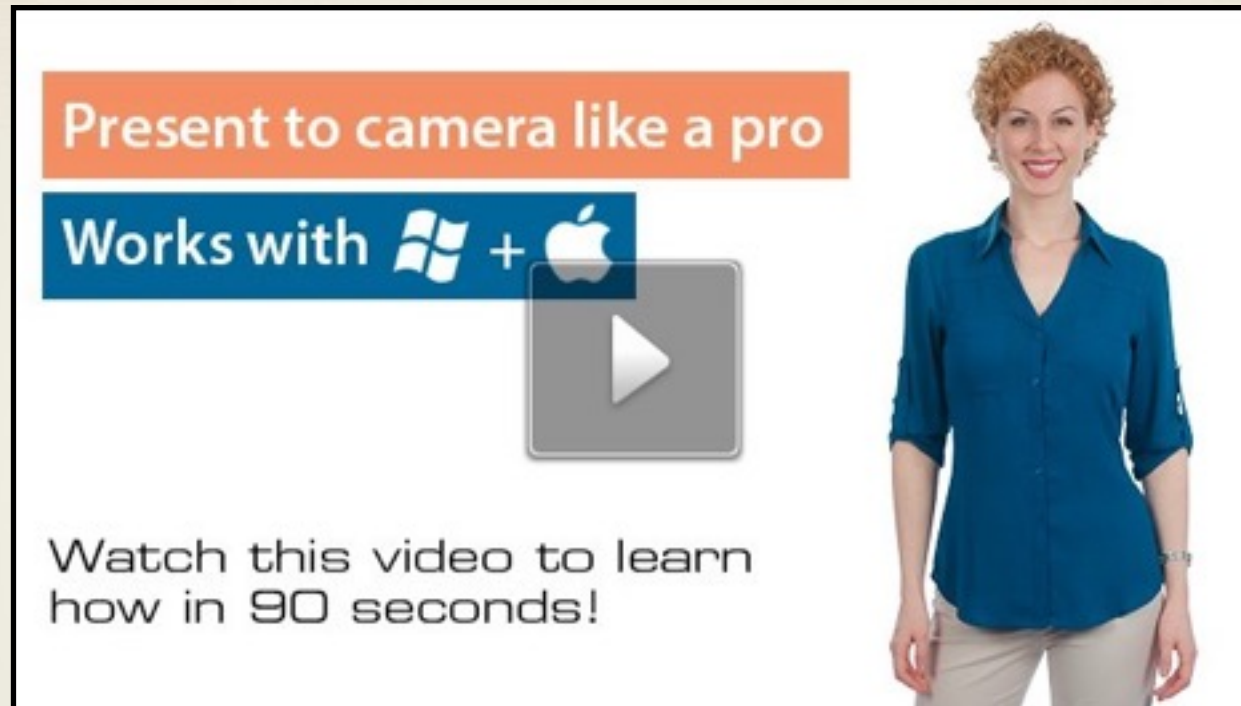 Present to camera like a pro
Works with +
Watch this video to learn
how in 90 seconds!